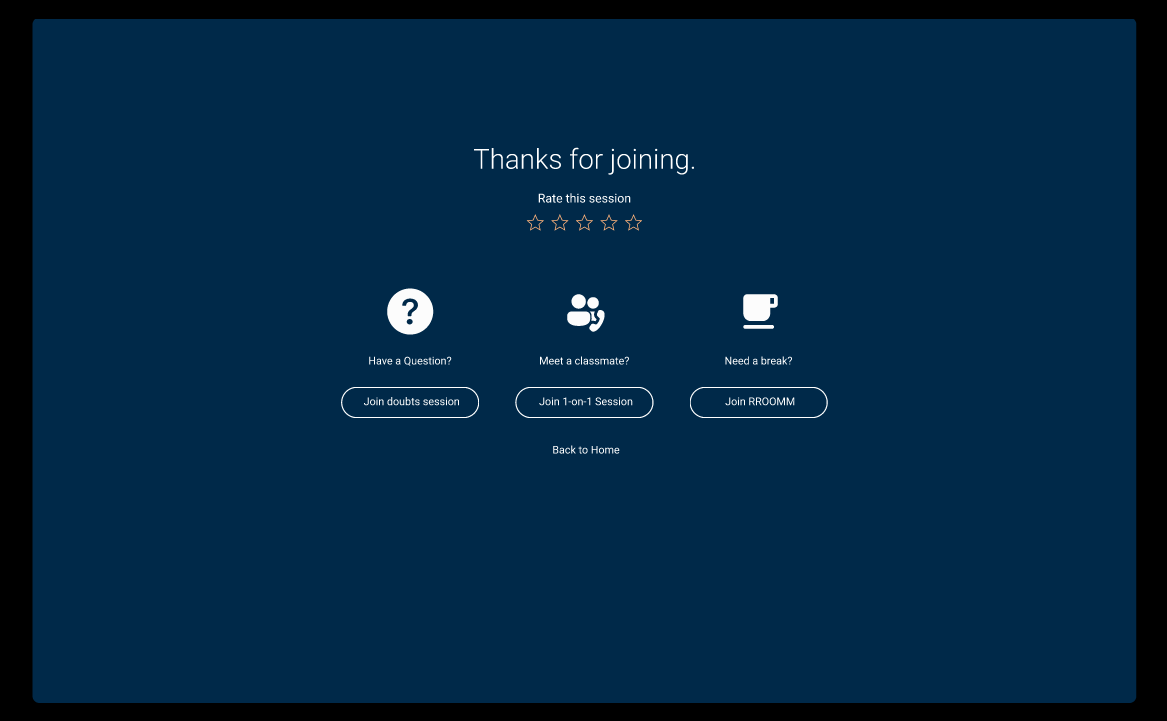 Thanks for joining.
Rate this session
?
Have a Question?
Meet a classmate?
Need a break?
Join doubts session
Join 1-on-1 Session
Join RROOMM
Back to Home